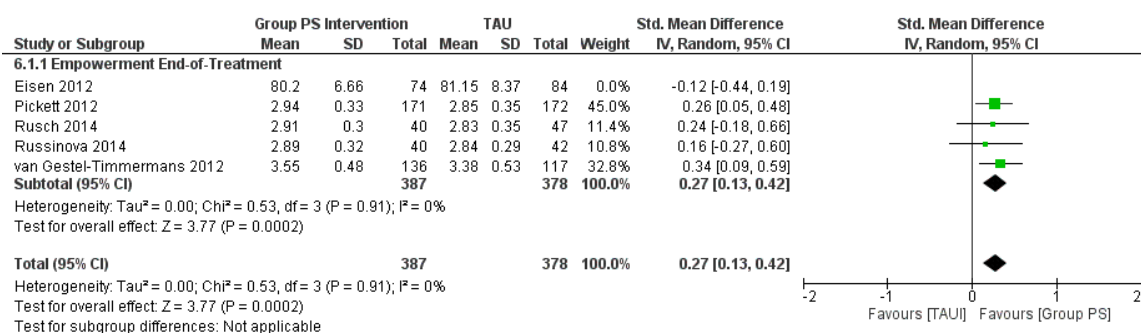 Group PS Intervention TAU Std. Mean Difference Std. Mean Difference
Study or Subgroup Mean SD Total Mean SD Total Weight IV, Random, 95% CI IV, Random, 95% CI
6.1.1 Empowerment End-of-Treatment
Eisen 2012 80.2 6.66 74 81.15 8.37 84 0.0% -0.12 [-0.44, 0.19]
Pickett 2012 2.94 0.33 171 2.85 0.35 172 45.0% 0.26 [0.05, 0.48]
Rusch 2014 2.91 0.3 40 2.83 0.35 47 11.4% 0.24 [-0.18, 0.66]
Russinova 2014 2.89 0.32 40 2.84 0.29 42 10.8% 0.16 [-0.27, 0.60]
van Gestel-Timmermans 2012 3.55 0.48 136 3.38 0.53 117 32.8% 0.34 [0.09, 0.59]
Subtotal (95% CI) 387 378 100.0% 0.27 [0.13, 0.42]
Heterogeneity: Tau² = 0.00; Chi² = 0.53, df = 3 (P = 0.91); I² = 0%
Test for overall effect: Z = 3.77 (P = 0.0002)
Total (95% CI) 387 378 100.0% 0.27 [0.13, 0.42]
Heterogeneity: Tau² = 0.00; Chi² = 0.53, df = 3 (P = 0.91); I² = 0%
Test for overall effect: Z = 3.77 (P = 0.0002)
Test for subgroup differences: Not applicable
-2 -1 0 1 2
Favours [TAUI] Favours [Group PS]